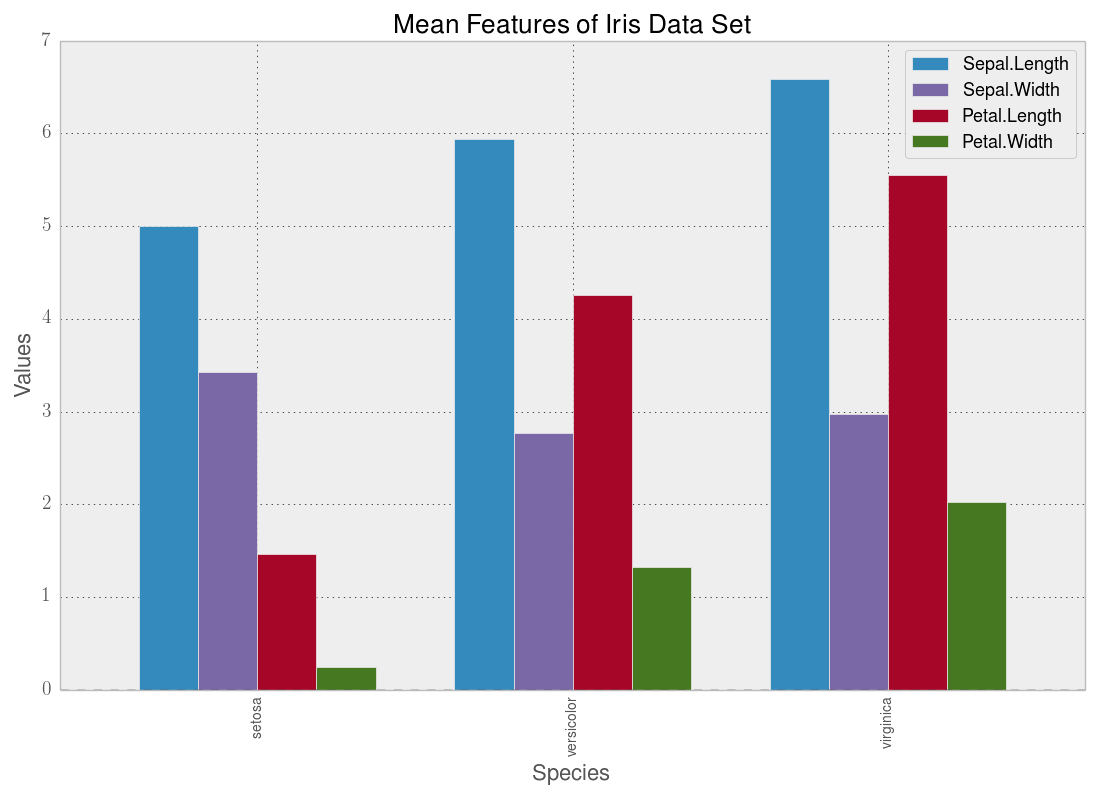 Mean Features of Iris Data Set
7
6
5
4
3
2
1
0
Values
Sepal.Length
Sepal.Width
Petal.Length
Petal.Width
setosa
versicolor
virginica
Species